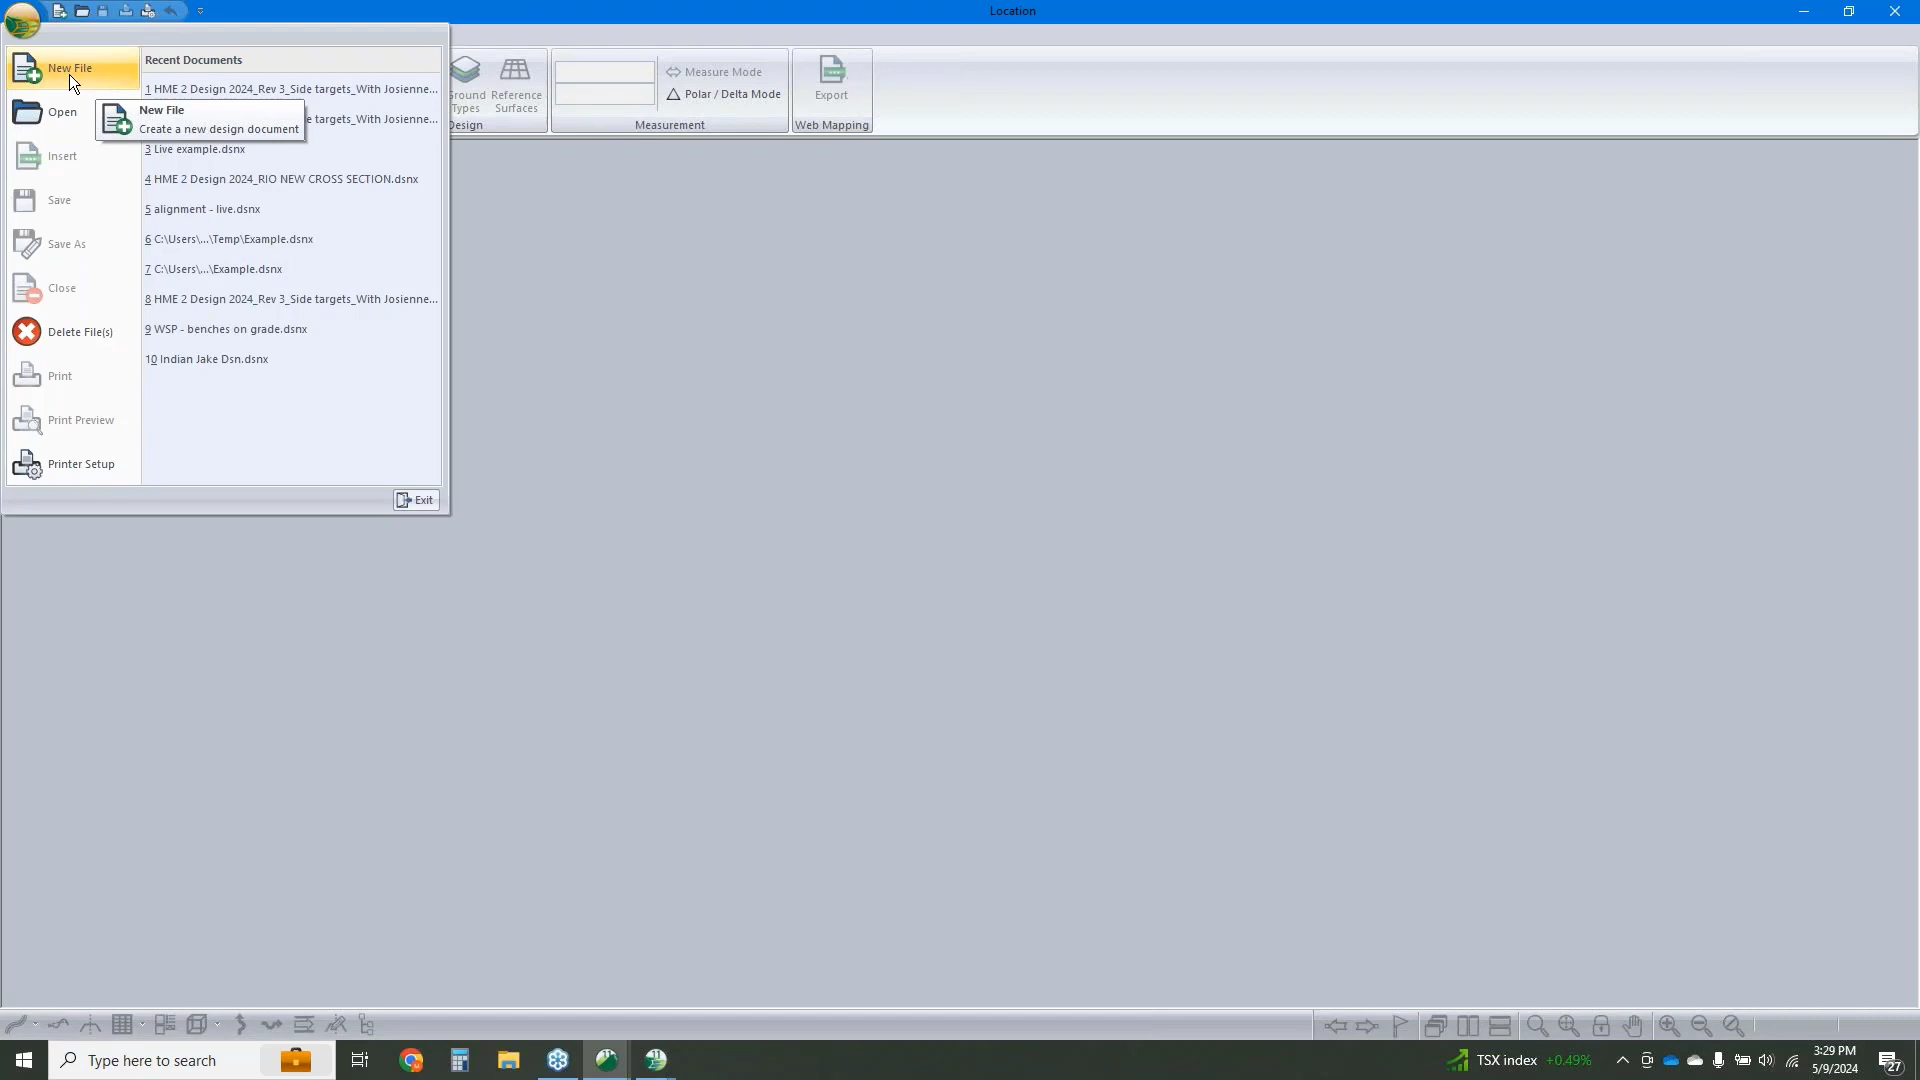 Location
New File
Recent Documents
1 HME 2 Design 2024_Rev 3_Side targets_With Josienne...
Open
New File
Create a new design document
e targets_With Josienne...
3 Live example.dsnx
Insert
4 HME 2 Design 2024_RIO NEW CROSS SECTION.dsnx
Save
5 alignment - live.dsnx
Save As
6 C:\Users\...\Temp\Example.dsnx
7 C:\Users\...\Example.dsnx
Close
8 HME 2 Design 2024_Rev 3_Side targets_With Josienne...
Delete File(s)
9 WSP - benches on grade.dsnx
10 Indian Jake Dsn.dsnx
Print
Print Preview
Printer Setup
Exit
Ground Types
Reference Surfaces
Design
Measure Mode
Polar / Delta Mode
Measurement
Export
Web Mapping
Type here to search
TSX index +0.49%
3:29 PM
5/9/2024
27